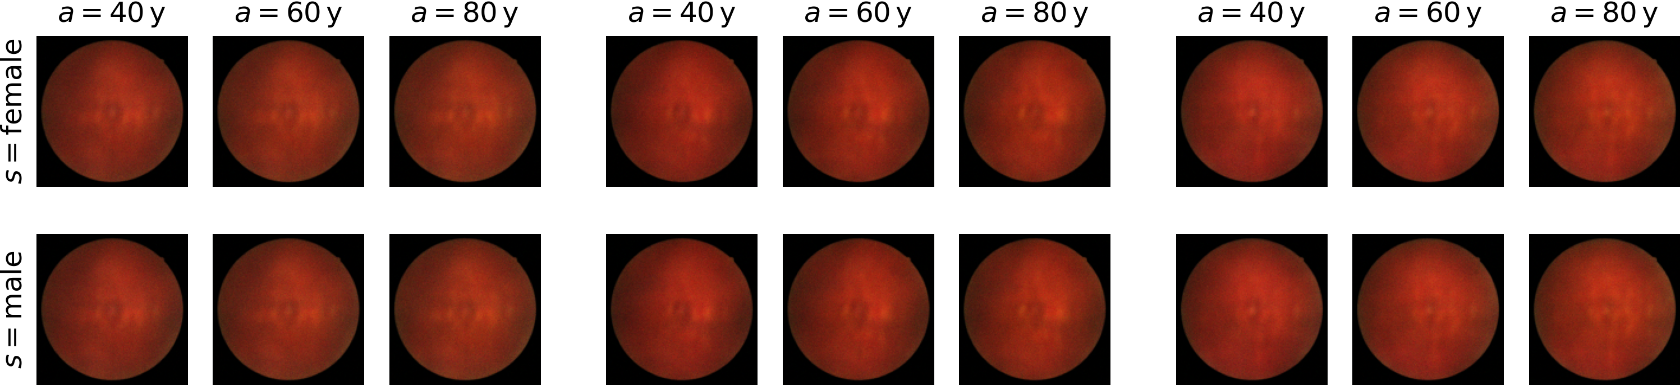 a = 40 y a = 60 y a = 80 y a = 40 y a = 60 y a = 80 y a = 40 y a = 60 y a = 80 y
s = female
s = male